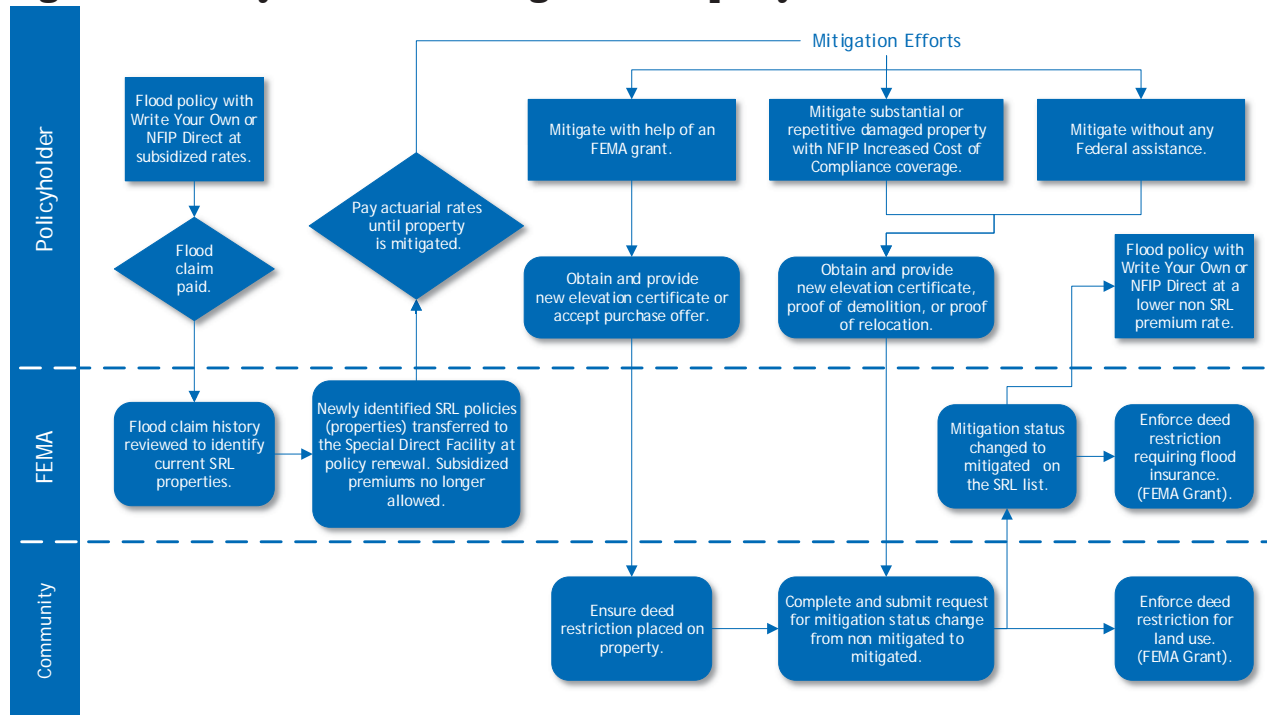 Mitigation Efforts
Policyholder
Flood policy with
Write Your Own or
NFIP Direct at
subsidized rates.
Flood
claim
paid.
Pay actuarial rates
until property
is mitigated.
Mitigate with help of an
FEMA grant.
Mitigate substantial or
repetitive damaged property
with NFIP Increased Cost of
Compliance coverage.
Mitigate without any
Federal assistance.
Obtain and provide
new elevation certificate or
accept purchase offer.
Obtain and provide
new elevation certificate,
proof of demolition, or proof
of relocation.
Flood policy with
Write Your Own or
NFIP Direct at a
lower non SRL
premium rate.
FEMA
Flood claim history
reviewed to identify
current SRL
properties.
Newly identified SRL policies
(properties) transferred to
the Special Direct Facility at
policy renewal. Subsidized
premiums no longer
allowed.
Mitigation status
changed to
mitigated on
the SRL list.
Enforce deed
restriction
requiring flood
insurance.
(FEMA Grant).
Community
Ensure deed
restriction placed on
property.
Complete and submit request
for mitigation status change
from non mitigated to
mitigated.
Enforce deed
restriction for
land use.
(FEMA Grant).